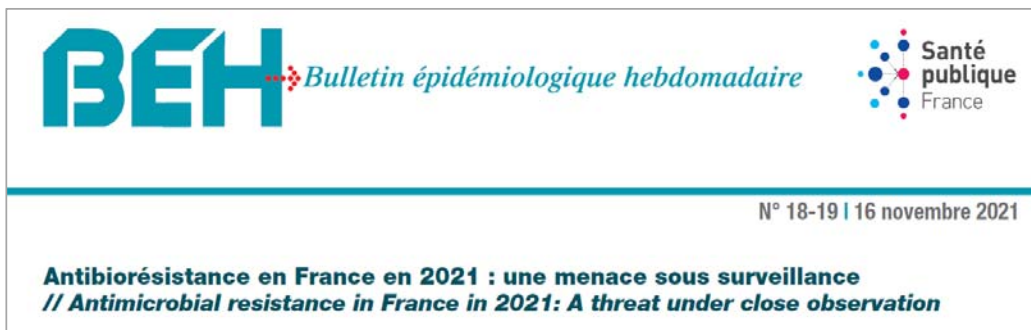 BEH Bulletin épidémiologique hebdomadaire
Santé
publique
France
N° 18-19 I 16 novembre 2021
Antibiorésistance en France en 2021 : une menace sous surveillance
// Antimicrobial resistance in France in 2021: A threat under close observation